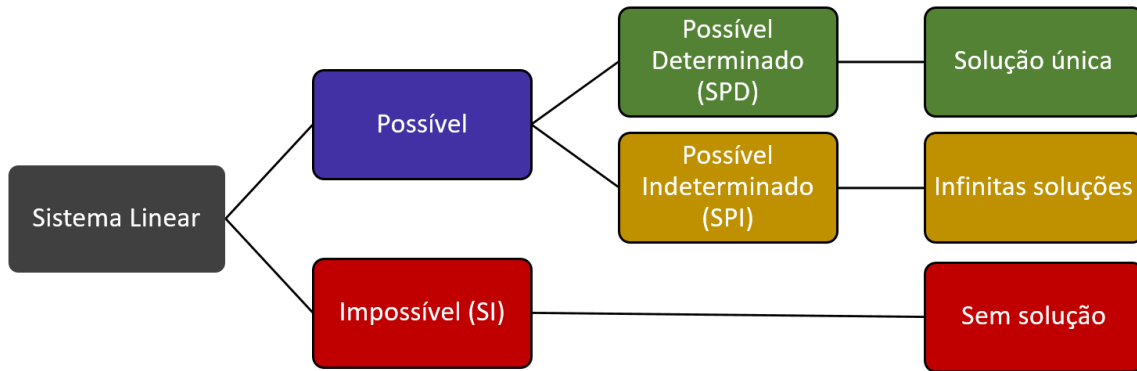 Sistema Linear
Possível
Possível
Determinado
(SPD)
Solução única
Possível
Indeterminado
(SPI)
Infinitas soluções
Impossível (SI)
Sem solução